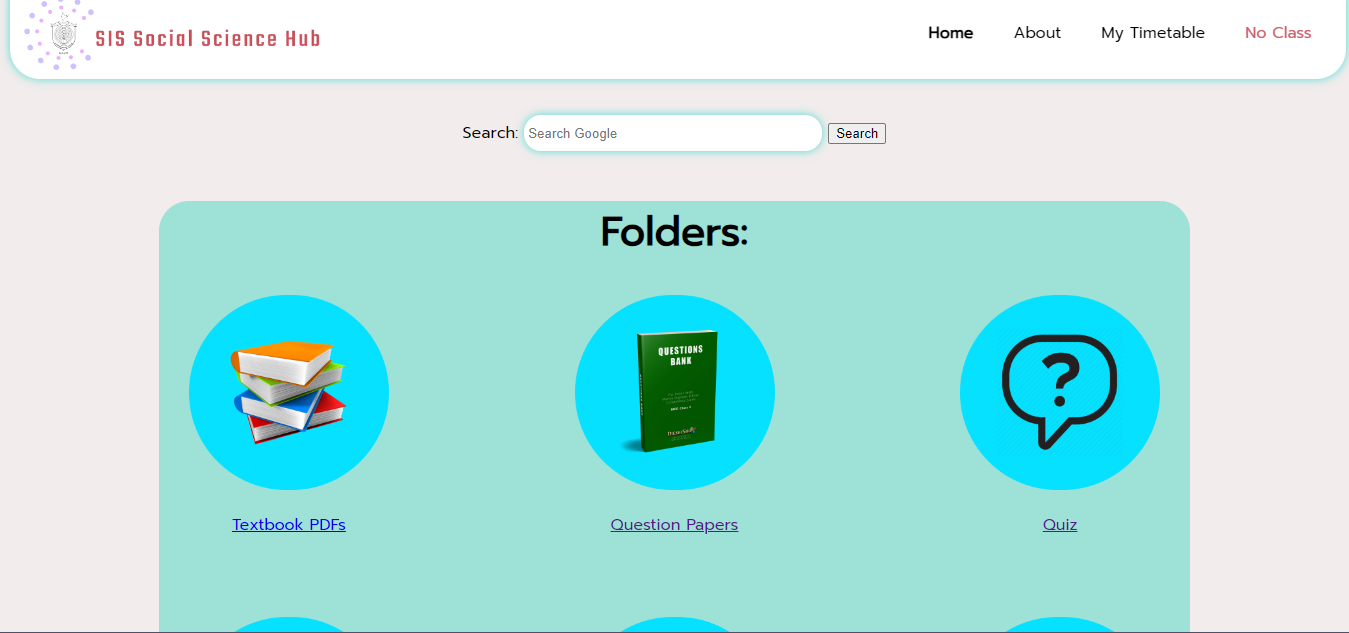 SIS Social Science Hub
Home About My Timetable No Class
Search: Search Google Search
Folders:
QUESTIONS
BANK
?
Textbook PDFs Question Papers Quiz